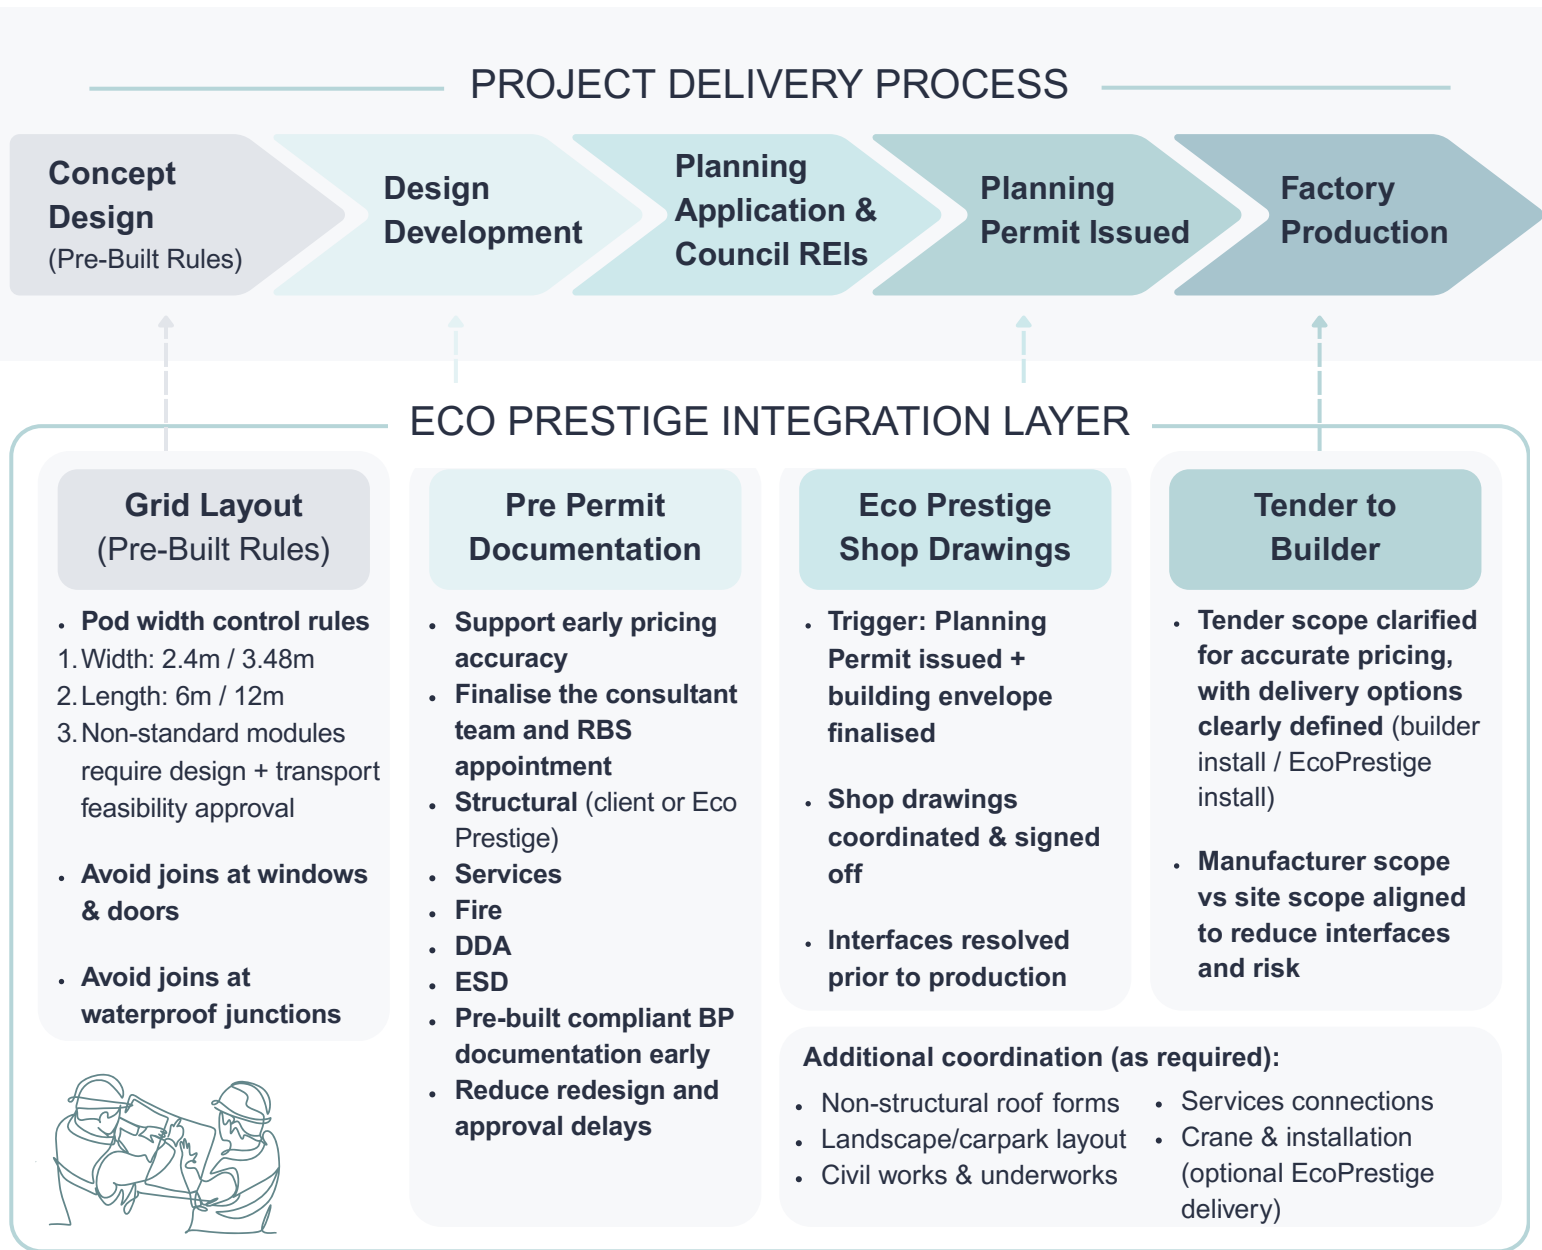 PROJECT DELIVERY PROCESS
Concept
Design
(Pre-Built Rules)
Design
Development
Planning
Application &
Council REIs
Planning
Permit Issued
Factory
Production
ECO PRESTIGE INTEGRATION LAYER
Grid Layout
(Pre-Built Rules)
• Pod width control rules
1. Width: 2.4m / 3.48m
2. Length: 6m / 12m
3. Non-standard modules
require design + transport
feasibility approval
• Avoid joins at windows
& doors
• Avoid joins at
waterproof junctions
Pre Permit
Documentation
• Support early pricing
accuracy
• Finalise the consultant
team and RBS
appointment
• Structural (client or Eco
Prestige)
• Services
• Fire
• DDA
• ESD
• Pre-built compliant BP
documentation early
• Reduce redesign and
approval delays
Eco Prestige
Shop Drawings
• Trigger: Planning
Permit issued +
building envelope
finalised
• Shop drawings
coordinated & signed
off
• Interfaces resolved
prior to production
Tender to
Builder
• Tender scope clarified
for accurate pricing,
with delivery options
clearly defined (builder
install / EcoPrestige
install)
• Manufacturer scope
vs site scope aligned
to reduce interfaces
and risk
Additional coordination (as required):
• Non-structural roof forms
• Landscape/carpark layout
• Civil works & underworks
• Services connections
• Crane & installation
(optional EcoPrestige
delivery)